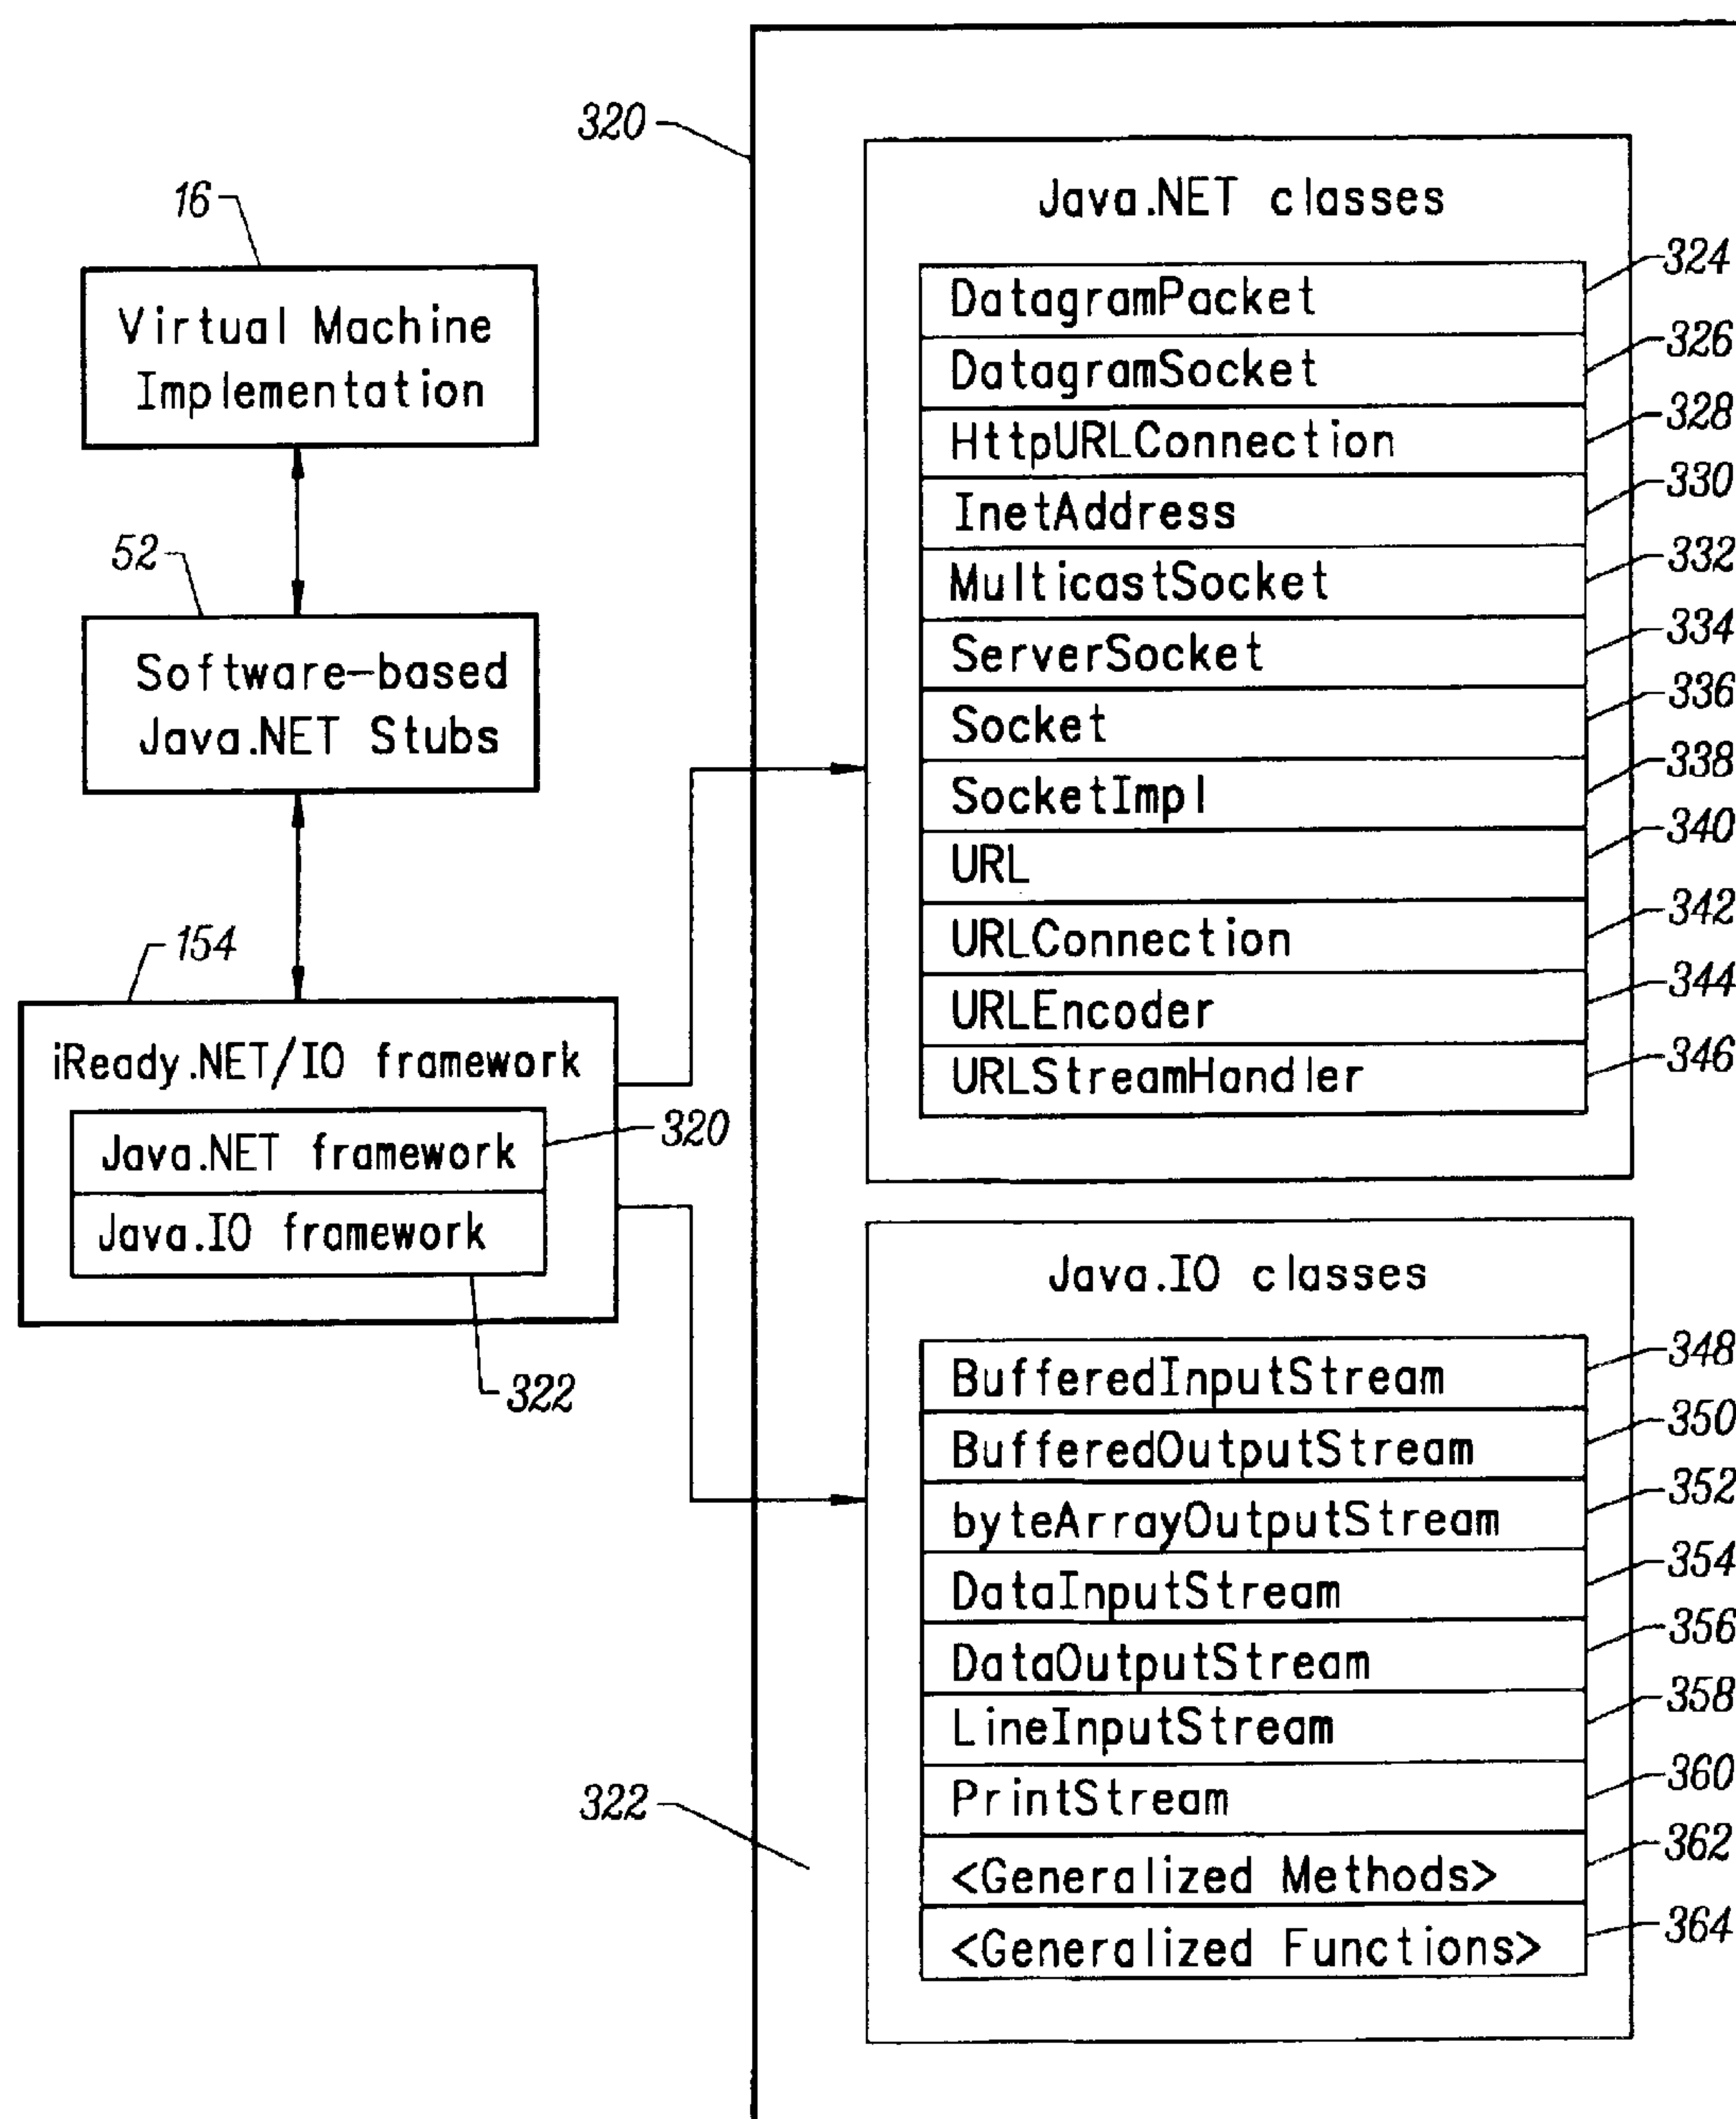 16
Virtual Machine
Implementation
52
Software-based
Java.NET Stubs
154
iReady.NET/IO framework
Java.NET framework
320
Java.IO framework
322
320
Java.NET classes
DatagramPacket
324
DatagramSocket
326
HttpURLConnection
328
InetAddress
330
MulticastSocket
332
ServerSocket
334
Socket
336
SocketImpl
338
URL
340
URLConnection
342
URLEncoder
344
URLStreamHandler
346
322
Java.IO classes
BufferedInputStream
348
BufferedOutputStream
350
byteArrayOutputStream
352
DataInputStream
354
DataOutputStream
356
LineInputStream
358
PrintStream
360
<Generalized Methods>
362
<Generalized Functions>
364